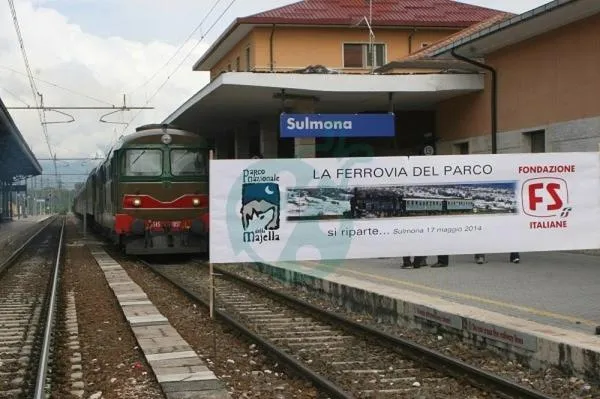 Sulmona
PARCO
NAZIONALE
della
Majella
LA FERROVIA DEL PARCO
si riparte... Sulmona 17 maggio 2014
FONDAZIONE
FS
ITALIANE